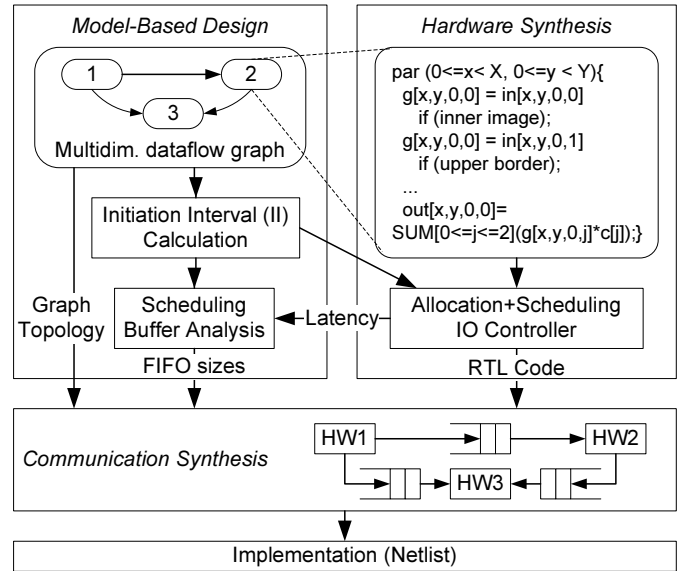 Model-Based Design
1
2
3
Multidim. dataflow graph
Initiation Interval (II)
Calculation
Graph
Topology
Scheduling
Buffer Analysis
FIFO sizes
Latency
Hardware Synthesis
par (0<=x< X, 0<=y < Y){
g[x,y,0,0] = in[x,y,0,0]
if (inner image);
g[x,y,0,0] = in[x,y,0,1]
if (upper border);
...
out[x,y,0,0]=
SUM[0<=j<=2](g[x,y,0,j]*c[j]);}
Allocation+Scheduling
IO Controller
RTL Code
Communication Synthesis
HW1
HW2
HW3
Implementation (Netlist)